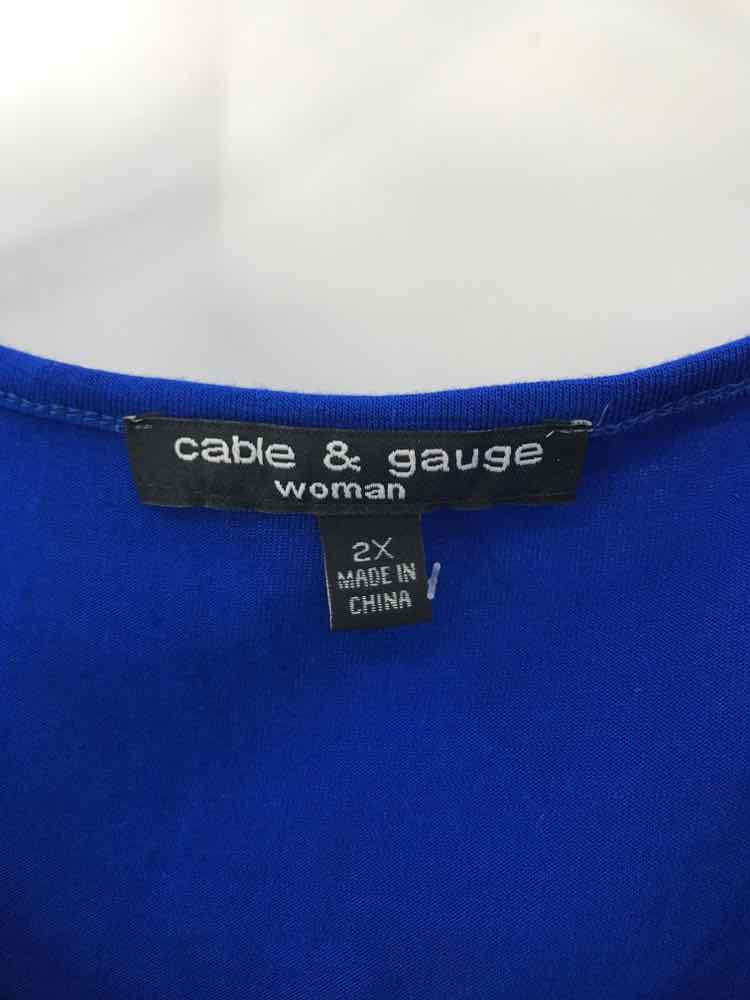 cable & gauge
woman
2X
MADE IN
CHINA